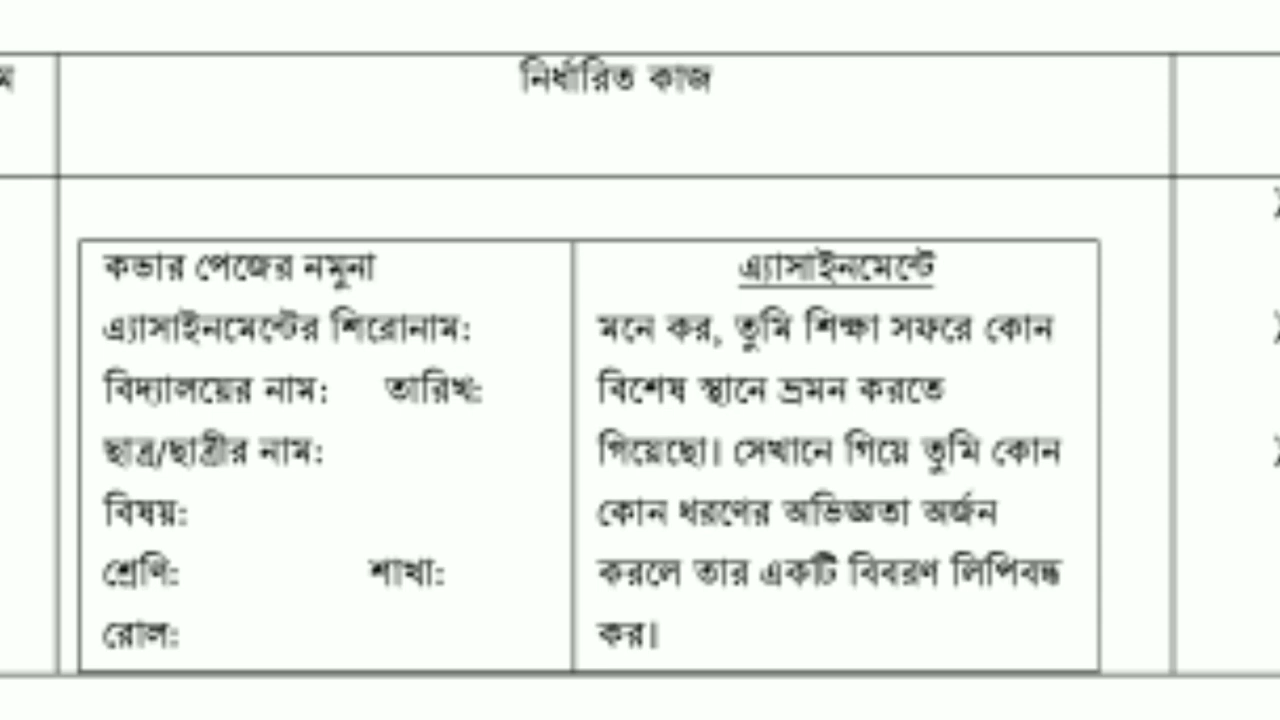 নির্ধারিত কাজ
কভার পেজের নমুনা
এ্যাসাইনমেন্টের শিরোনাম:
বিদ্যালয়ের নাম: তারিখ:
ছাত্র/ছাত্রীর নাম:
বিষয়:
শ্রেণি: শাখা:
রোল:
এ্যাসাইনমেন্টে
মনে কর, তুমি শিক্ষা সফরে কোন
বিশেষ স্থানে ভ্রমন করতে
গিয়েছো। সেখানে গিয়ে তুমি কোন
কোন ধরণের অভিজ্ঞতা অর্জন
করলে তার একটি বিবরণ লিপিবদ্ধ
কর।